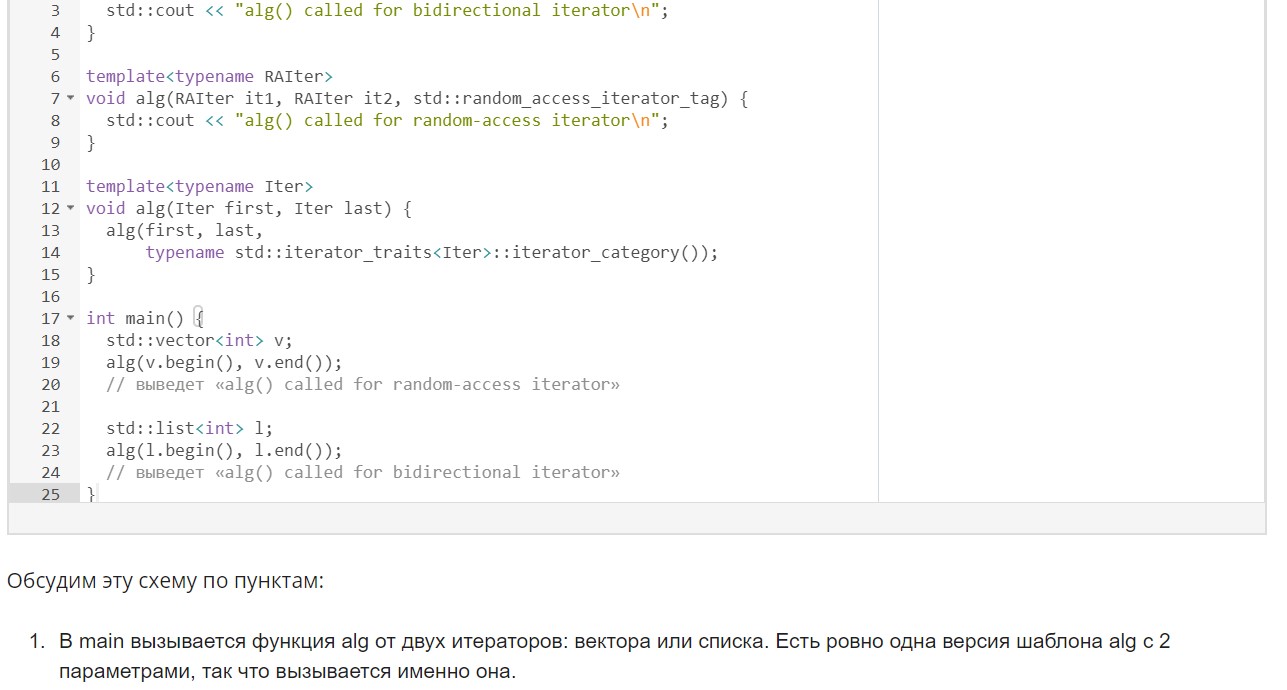 3 std::cout << "alg() called for bidirectional iterator\n";
4 }
5
6 template<typename RAIter>
7 void alg(RAIter it1, RAIter it2, std::random_access_iterator_tag) {
8 std::cout << "alg() called for random-access iterator\n";
9 }
10
11 template<typename Iter>
12 void alg(Iter first, Iter last) {
13 alg(first, last,
14 typename std::iterator_traits<Iter>::iterator_category());
15 }
16
17 int main() {
18 std::vector<int> v;
19 alg(v.begin(), v.end());
20 // выведет «alg() called for random-access iterator»
21
22 std::list<int> l;
23 alg(l.begin(), l.end());
24 // выведет «alg() called for bidirectional iterator»
25 }
Обсудим эту схему по пунктам:
1. В main вызывается функция alg от двух итераторов: вектора или списка. Есть ровно одна версия шаблона alg с 2
параметрами, так что вызывается именно она.